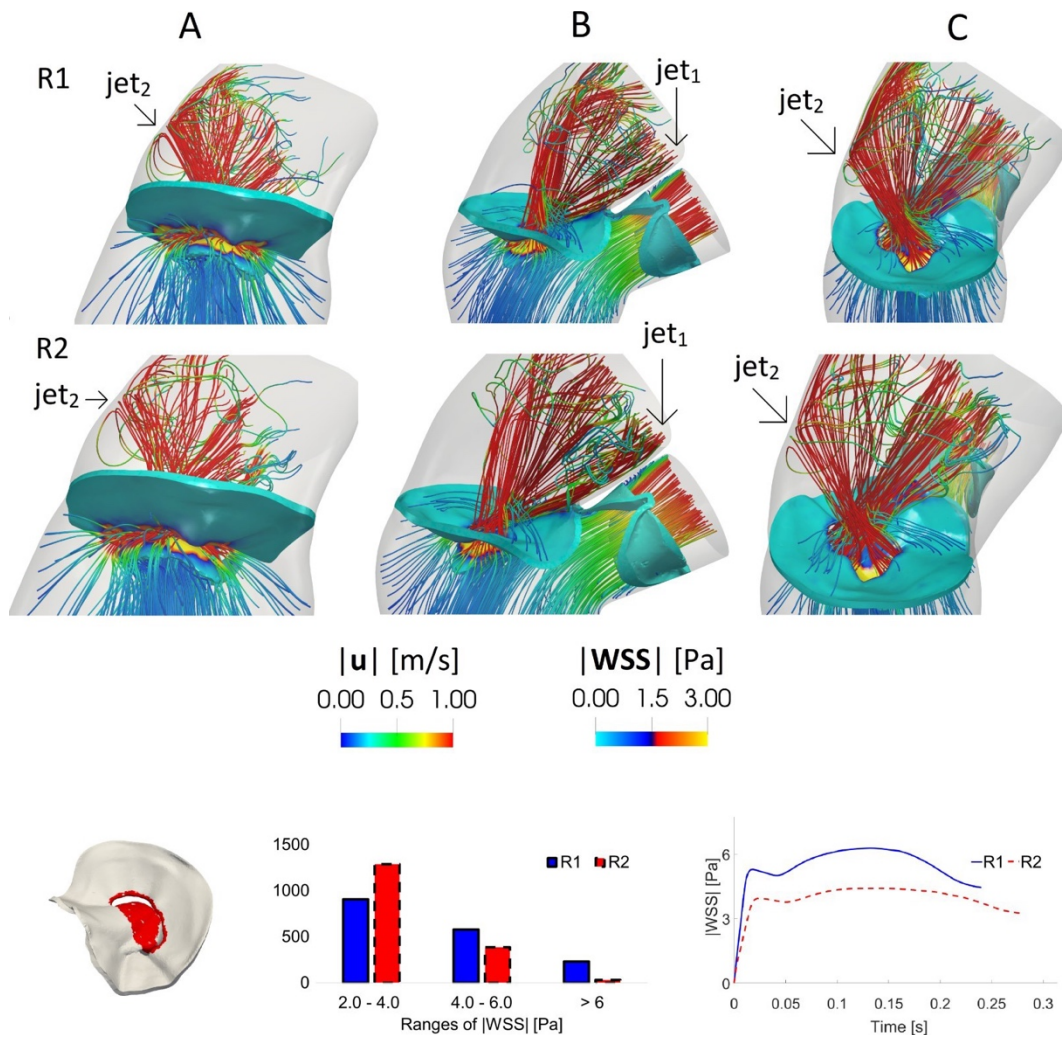 A B C
R1
jet2 jet1 jet2
R2
jet2 jet1 jet2
|u| [m/s] |WSS| [Pa]
0.00 0.5 1.00 0.00 1.5 3.00
1500
1000
500
0
R1 R2
2.0 - 4.0 4.0 - 6.0 > 6
Ranges of |WSS| [Pa]
|WSS| [Pa]
6
3
0
R1 R2
0 0.05 0.1 0.15 0.2 0.25 0.3
Time [s]